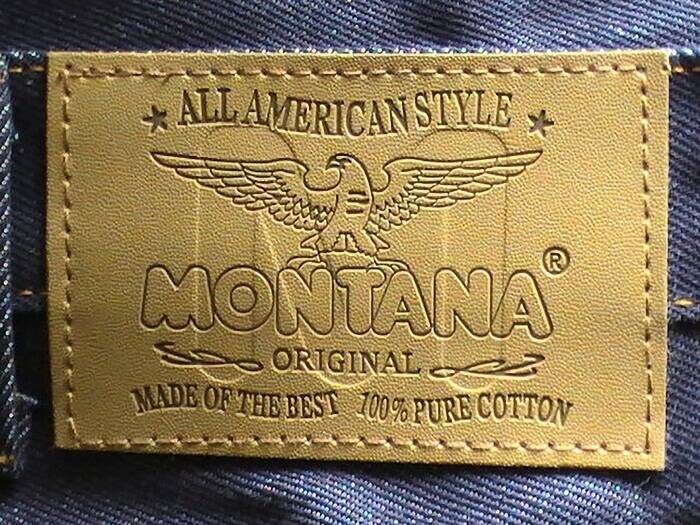 ALL AMERICAN STYLE
MONTANA®
ORIGINAL
MADE OF THE BEST 100% PURE COTTON